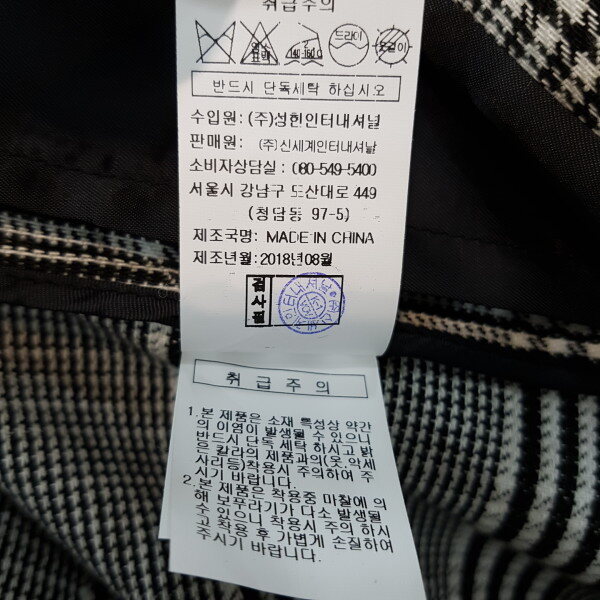 취급주의
염소
표백
140~160℃
드라이
옷걸이
반드시 단독세탁 하십시오
수입원: (주)성한인터내셔널
판매원: (주)신세계인터내셔날
소비자상담실: 080-549-5400
서울시 강남구 도산대로 449
(청담동 97-5)
제조국명: MADE IN CHINA
제조년월: 2018년08월
검사필
취급주의
1. 본 제품은 소재 특성상 약간
의 이염이 발생될 수 있으니
반드시 단독 세탁 하시고 밝
은 칼라의 제품과의(옷,악세
사리등)착용시 주의하여 주
시기 바랍니다.
2. 본 제품은 착용중 마찰에 의
해 보푸라기가 다소 발생될
수 있으니 착용시 주의 하시
고 착용 후 가볍게 손질하여
주시기 바랍니다.